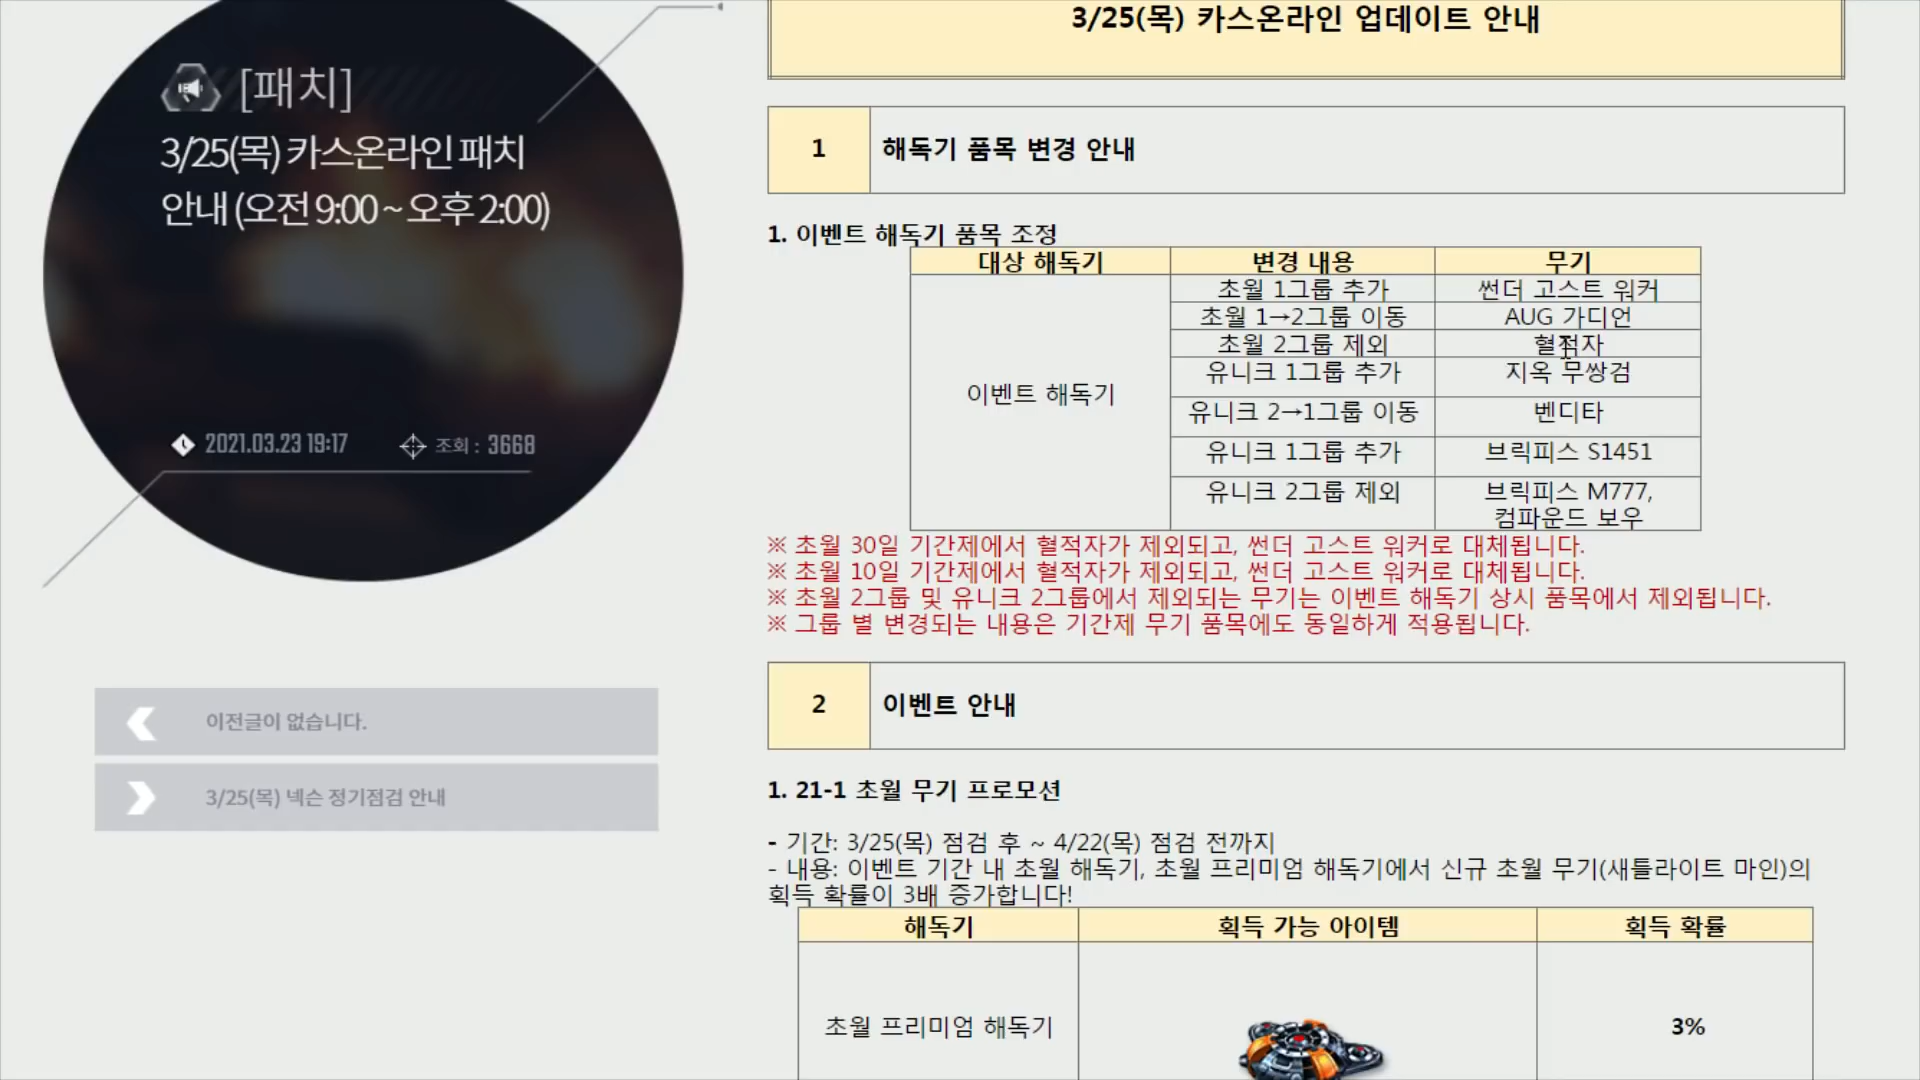 [패치]
3/25(목) 카스온라인 패치
안내 (오전 9:00 ~ 오후 2:00)
2021.03.23 19:17 조회 : 3668
이전글이 없습니다.
3/25(목) 넥슨 정기점검 안내
3/25(목) 카스온라인 업데이트 안내
1 해독기 품목 변경 안내
1. 이벤트 해독기 품목 조정
대상 해독기 변경 내용 무기
이벤트 해독기
초월 1그룹 추가 썬더 고스트 워커
초월 1→2그룹 이동 AUG 가디언
초월 2그룹 제외 혈적자
유니크 1그룹 추가 지옥 무쌍검
유니크 2→1그룹 이동 벤디타
유니크 1그룹 추가 브릭피스 S1451
유니크 2그룹 제외 브릭피스 M777,
컴파운드 보우
※ 초월 30일 기간제에서 혈적자가 제외되고, 썬더 고스트 워커로 대체됩니다.
※ 초월 10일 기간제에서 혈적자가 제외되고, 썬더 고스트 워커로 대체됩니다.
※ 초월 2그룹 및 유니크 2그룹에서 제외되는 무기는 이벤트 해독기 상시 품목에서 제외됩니다.
※ 그룹 별 변경되는 내용은 기간제 무기 품목에도 동일하게 적용됩니다.
2 이벤트 안내
1. 21-1 초월 무기 프로모션
- 기간: 3/25(목) 점검 후 ~ 4/22(목) 점검 전까지
- 내용: 이벤트 기간 내 초월 해독기, 초월 프리미엄 해독기에서 신규 초월 무기(새틀라이트 마인)의
획득 확률이 3배 증가합니다!
해독기 획득 가능 아이템 획득 확률
초월 프리미엄 해독기 3%